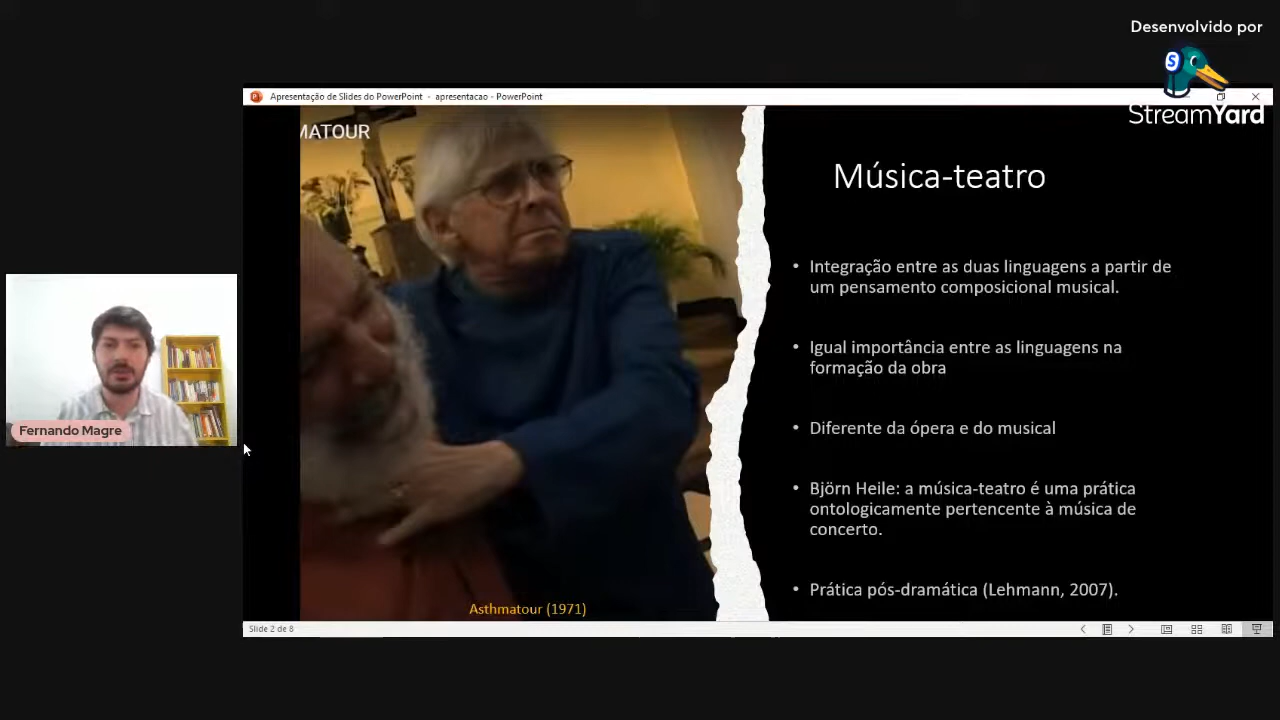 Desenvolvido por
StreamYard
Apresentação de Slides do PowerPoint - apresentacao - PowerPoint
MATOUR
Música-teatro
• Integração entre as duas linguagens a partir de
um pensamento composicional musical.
• Igual importância entre as linguagens na
formação da obra
• Diferente da ópera e do musical
• Björn Heile: a música-teatro é uma prática
ontologicamente pertencente à música de
concerto.
• Prática pós-dramática (Lehmann, 2007).
Asthmatour (1971)
Fernando Magre
Slide 2 de 8